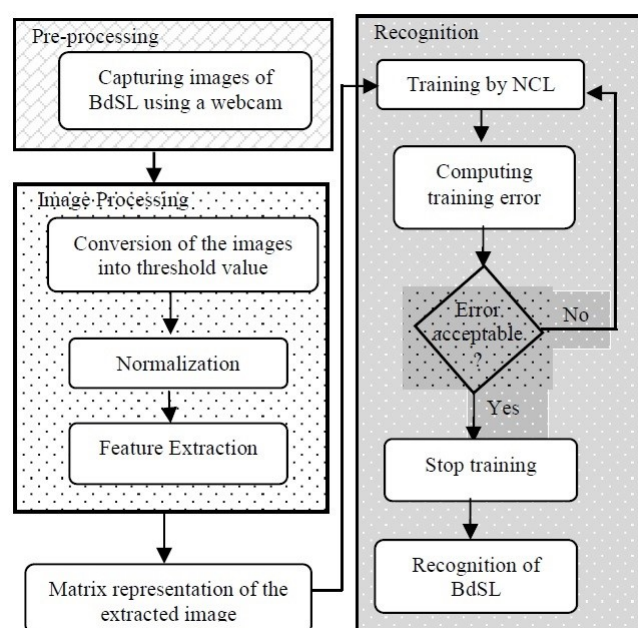 Pre-processing
Capturing images of
BdSL using a webcam
Image Processing
Conversion of the images
into threshold value
Normalization
Feature Extraction
Matrix representation of the
extracted image
Recognition
Training by NCL
Computing
training error
Error
acceptable
?
No
Yes
Stop training
Recognition of
BdSL